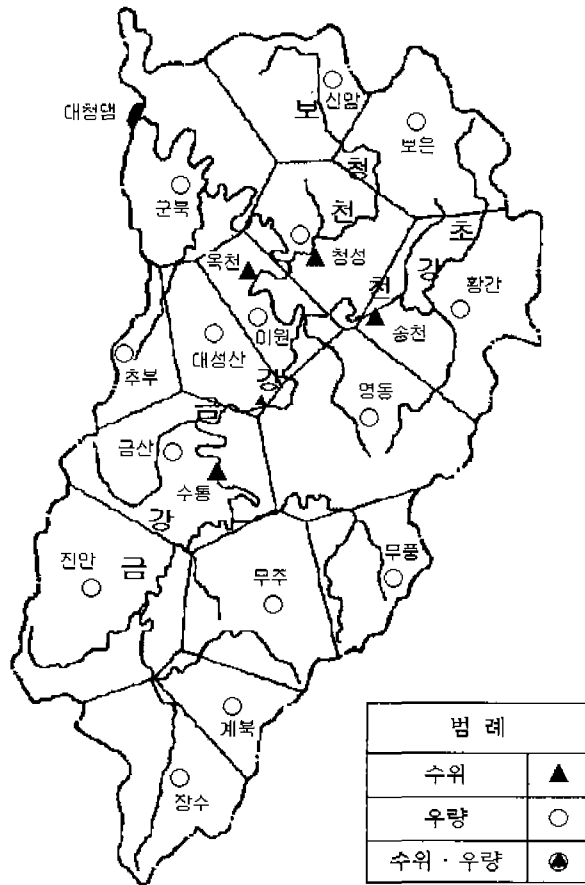 신암
보
대청댐
보은
청
군북
천
초
옥천
청성
강
천
황간
이원
송천
대성산
추부
강
영동
금
금산
수통
강
진안
금
무주
무풍
계북
장수
범 례
수위
우량
수위 · 우량